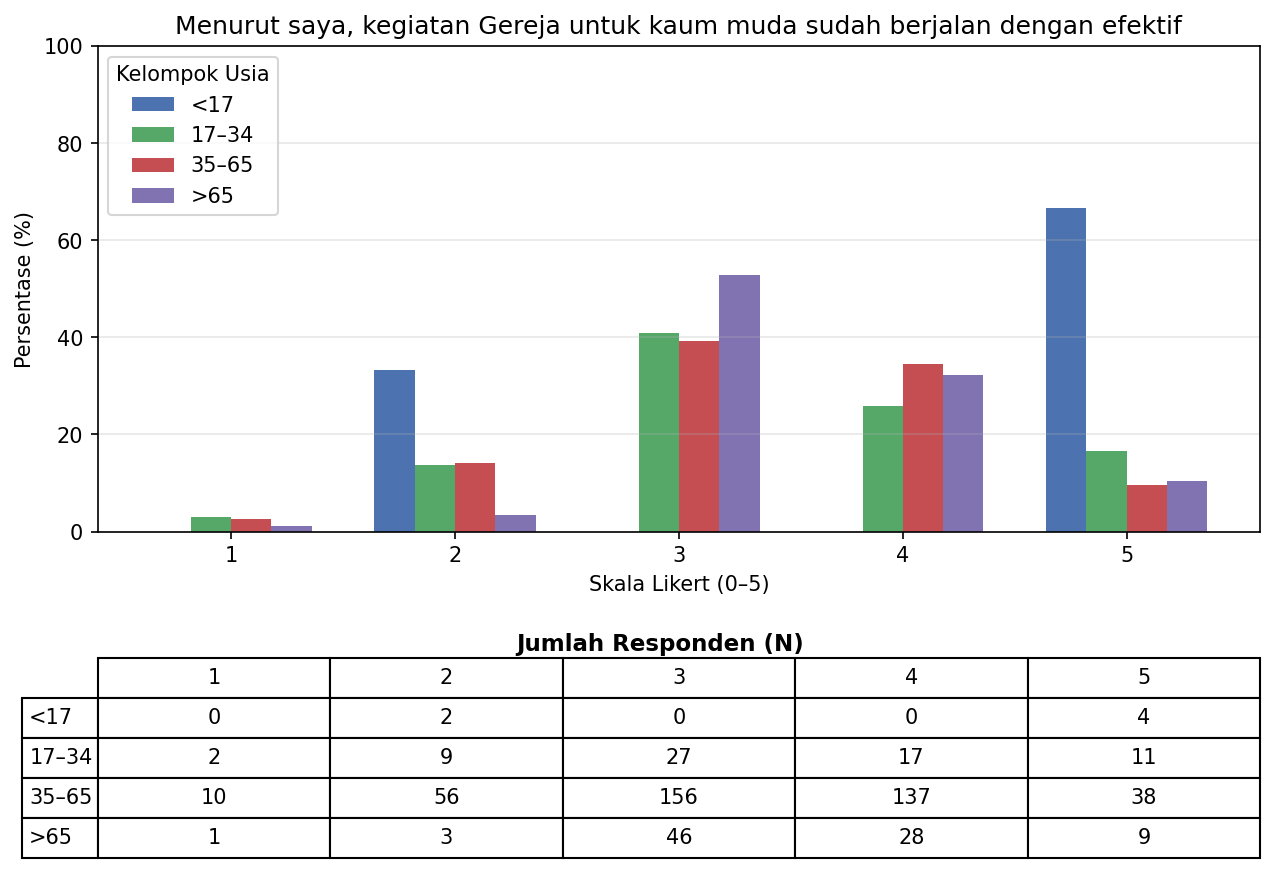 Menurut saya, kegiatan Gereja untuk kaum muda sudah berjalan dengan efektif
100
80
60
40
20
0
Persentase (%)
Kelompok Usia
<17
17–34
35–65
>65
1 2 3 4 5
Skala Likert (0–5)
Jumlah Responden (N)
1 2 3 4 5
<17 0 2 0 0 4
17–34 2 9 27 17 11
35–65 10 56 156 137 38
>65 1 3 46 28 9